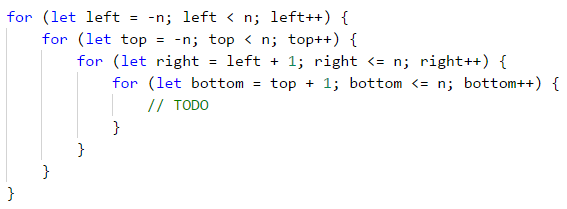 for (let left = -n; left < n; left++) {
    for (let top = -n; top < n; top++) {
        for (let right = left + 1; right <= n; right++) {
            for (let bottom = top + 1; bottom <= n; bottom++) {
                // TODO
            }
        }
    }
}